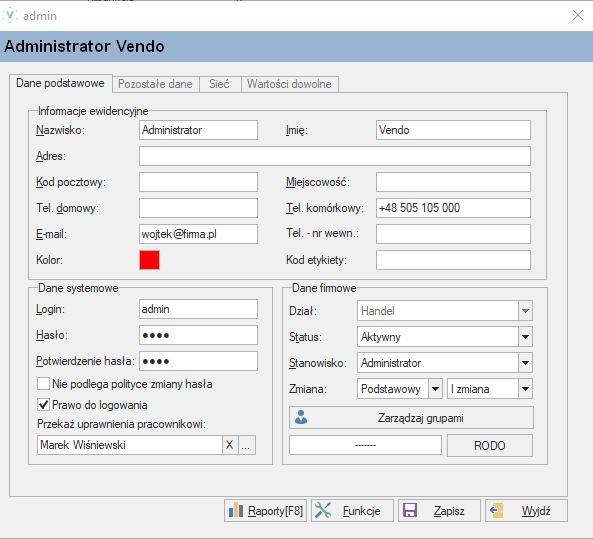 admin
Administrator Vendo
Dane podstawowe Pozostałe dane Sieć Wartości dowolne
Informacje ewidencyjne
Nazwisko: Administrator Imię: Vendo
Adres:
Kod pocztowy: Miejscowość:
Tel. domowy: Tel. komórkowy: +48 505 105 000
E-mail: wojtek@firma.pl Tel. - nr wewn.:
Kolor: Kod etykiety:
Dane systemowe
Login: admin
Hasło: ●●●●
Potwierdzenie hasła: ●●●●
Nie podlega polityce zmiany hasła
Prawo do logowania
Przekaż uprawnienia pracownikowi:
Marek Wiśniewski X ...
Dane firmowe
Dział: Handel
Status: Aktywny
Stanowisko: Administrator
Zmiana: Podstawowy I zmiana
Zarządzaj grupami
------- RODO
Raporty[F8] Funkcje Zapisz Wyjdź